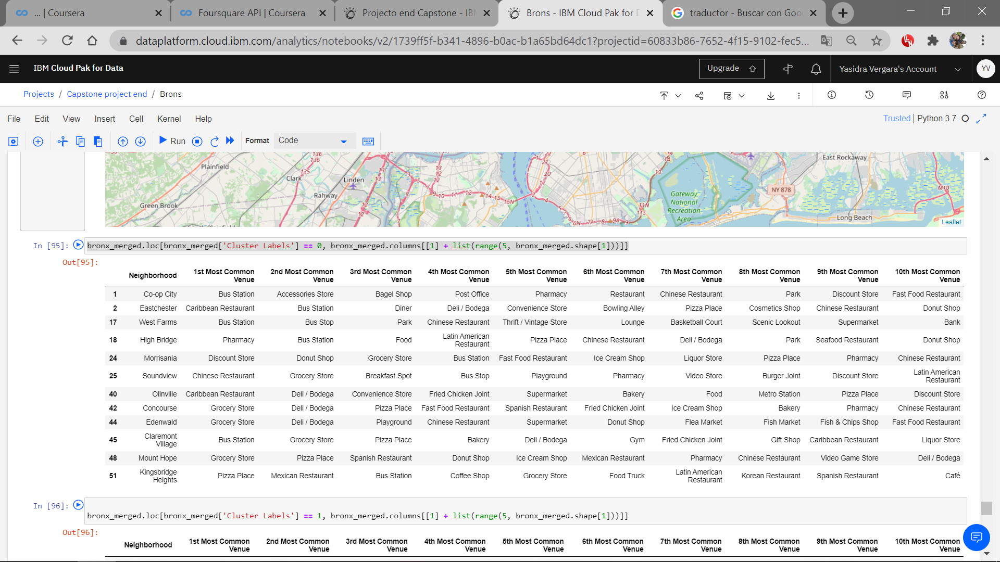 ... | Coursera
Foursquare API | Coursera
Projecto end Capstone - IBM
Brons - IBM Cloud Pak for D
traductor - Buscar con Goo
dataplatform.cloud.ibm.com/analytics/notebooks/v2/1739ff5f-b341-4896-b0ac-b1a65bd64dc1?projectid=60833b86-7652-4f15-9102-fec5...
IBM Cloud Pak for Data
Upgrade
Yasidra Vergara's Account
YV
Projects / Capstone project end / Brons
File Edit View Insert Cell Kernel Help
Trusted | Python 3.7
Run
Format
Code
Plainfield
Clark
Linden
Rahway
Green Brook
East Rockaway
NY 878
Gateway
National
Recreation
Area
Long Beach
M10
Leaflet
In [95]: bronx_merged.loc[bronx_merged['Cluster Labels'] == 0, bronx_merged.columns[[1] + list(range(5, bronx_merged.shape[1]))]]
Out[95]:
Neighborhood 1st Most Common Venue 2nd Most Common Venue 3rd Most Common Venue 4th Most Common Venue 5th Most Common Venue 6th Most Common Venue 7th Most Common Venue 8th Most Common Venue 9th Most Common Venue 10th Most Common Venue
1 Co-op City Bus Station Accessories Store Bagel Shop Post Office Pharmacy Restaurant Chinese Restaurant Park Discount Store Fast Food Restaurant
2 Eastchester Caribbean Restaurant Bus Station Diner Deli / Bodega Convenience Store Bowling Alley Pizza Place Cosmetics Shop Chinese Restaurant Donut Shop
17 West Farms Bus Station Bus Stop Park Chinese Restaurant Thrift / Vintage Store Lounge Basketball Court Scenic Lookout Supermarket Bank
18 High Bridge Pharmacy Bus Station Food Latin American Restaurant Pizza Place Chinese Restaurant Deli / Bodega Park Seafood Restaurant Donut Shop
24 Morrisania Discount Store Donut Shop Grocery Store Bus Station Fast Food Restaurant Ice Cream Shop Liquor Store Pizza Place Pharmacy Chinese Restaurant
25 Soundview Chinese Restaurant Grocery Store Breakfast Spot Bus Stop Playground Pharmacy Video Store Burger Joint Discount Store Latin American Restaurant
40 Olinville Caribbean Restaurant Deli / Bodega Convenience Store Fried Chicken Joint Supermarket Bakery Food Metro Station Pizza Place Discount Store
42 Concourse Grocery Store Deli / Bodega Pizza Place Fast Food Restaurant Spanish Restaurant Fried Chicken Joint Ice Cream Shop Bakery Pharmacy Chinese Restaurant
44 Edenwald Grocery Store Deli / Bodega Playground Chinese Restaurant Supermarket Donut Shop Flea Market Fish Market Fish & Chips Shop Fast Food Restaurant
45 Claremont Village Bus Station Grocery Store Pizza Place Bakery Deli / Bodega Gym Fried Chicken Joint Gift Shop Caribbean Restaurant Liquor Store
48 Mount Hope Grocery Store Pizza Place Spanish Restaurant Donut Shop Ice Cream Shop Mexican Restaurant Pharmacy Chinese Restaurant Video Game Store Deli / Bodega
51 Kingsbridge Heights Pizza Place Mexican Restaurant Bus Station Coffee Shop Grocery Store Food Truck Latin American Restaurant Korean Restaurant Spanish Restaurant Café
In [96]:
bronx_merged.loc[bronx_merged['Cluster Labels'] == 1, bronx_merged.columns[[1] + list(range(5, bronx_merged.shape[1]))]]
Out[96]:
Neighborhood 1st Most Common Venue 2nd Most Common Venue 3rd Most Common Venue 4th Most Common Venue 5th Most Common Venue 6th Most Common Venue 7th Most Common Venue 8th Most Common Venue 9th Most Common Venue 10th Most Common Venue